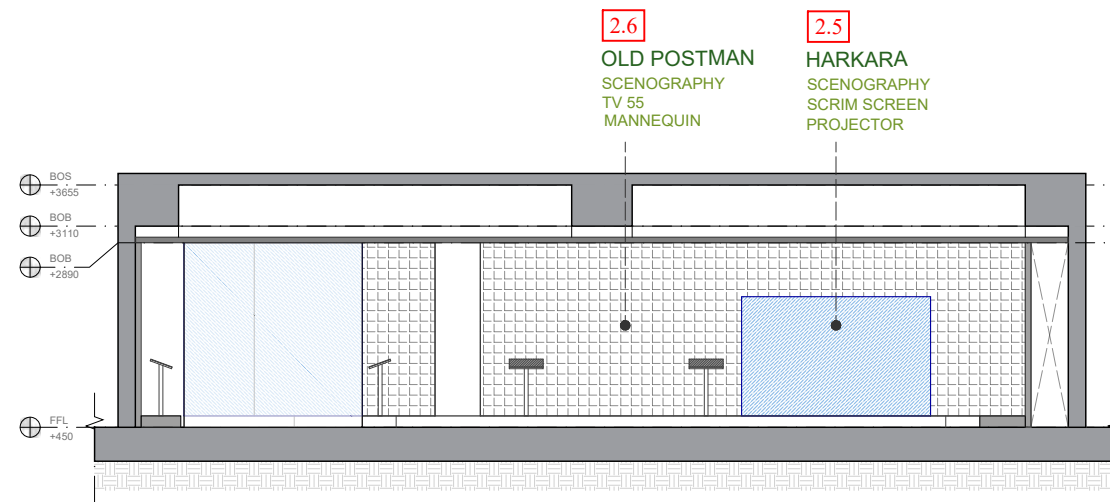 2.6
OLD POSTMAN
SCENOGRAPHY
TV 55
MANNEQUIN
2.5
HARKARA
SCENOGRAPHY
SCRIM SCREEN
PROJECTOR
BOS
+3655
BOB
+3110
BOB
+2890
FFL
+450